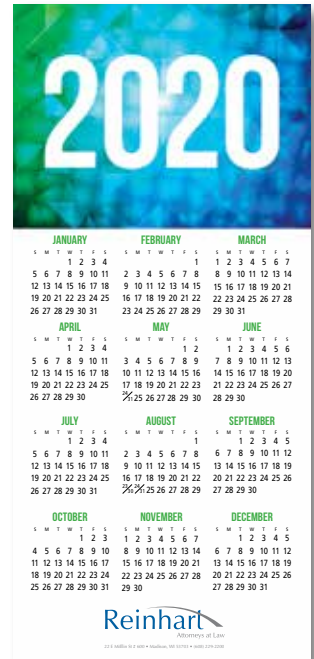 2020
JANUARY
S M T W T F S
1 2 3 4
5 6 7 8 9 10 11
12 13 14 15 16 17 18
19 20 21 22 23 24 25
26 27 28 29 30 31
FEBRUARY
S M T W T F S
1
2 3 4 5 6 7 8
9 10 11 12 13 14 15
16 17 18 19 20 21 22
23 24 25 26 27 28 29
MARCH
S M T W T F S
1 2 3 4 5 6 7
8 9 10 11 12 13 14
15 16 17 18 19 20 21
22 23 24 25 26 27 28
29 30 31
APRIL
S M T W T F S
1 2 3 4
5 6 7 8 9 10 11
12 13 14 15 16 17 18
19 20 21 22 23 24 25
26 27 28 29 30
MAY
S M T W T F S
1 2
3 4 5 6 7 8 9
10 11 12 13 14 15 16
17 18 19 20 21 22 23
24/31 25 26 27 28 29 30
JUNE
S M T W T F S
1 2 3 4 5 6
7 8 9 10 11 12 13
14 15 16 17 18 19 20
21 22 23 24 25 26 27
28 29 30
JULY
S M T W T F S
1 2 3 4
5 6 7 8 9 10 11
12 13 14 15 16 17 18
19 20 21 22 23 24 25
26 27 28 29 30 31
AUGUST
S M T W T F S
1
2 3 4 5 6 7 8
9 10 11 12 13 14 15
16 17 18 19 20 21 22
23/30 24/31 25 26 27 28 29
SEPTEMBER
S M T W T F S
1 2 3 4 5
6 7 8 9 10 11 12
13 14 15 16 17 18 19
20 21 22 23 24 25 26
27 28 29 30
OCTOBER
S M T W T F S
1 2 3
4 5 6 7 8 9 10
11 12 13 14 15 16 17
18 19 20 21 22 23 24
25 26 27 28 29 30 31
NOVEMBER
S M T W T F S
1 2 3 4 5 6 7
8 9 10 11 12 13 14
15 16 17 18 19 20 21
22 23 24 25 26 27 28
29 30
DECEMBER
S M T W T F S
1 2 3 4 5
6 7 8 9 10 11 12
13 14 15 16 17 18 19
20 21 22 23 24 25 26
27 28 29 30 31
Reinhart
Attorneys at Law
22 E Mifflin St • Madison, WI